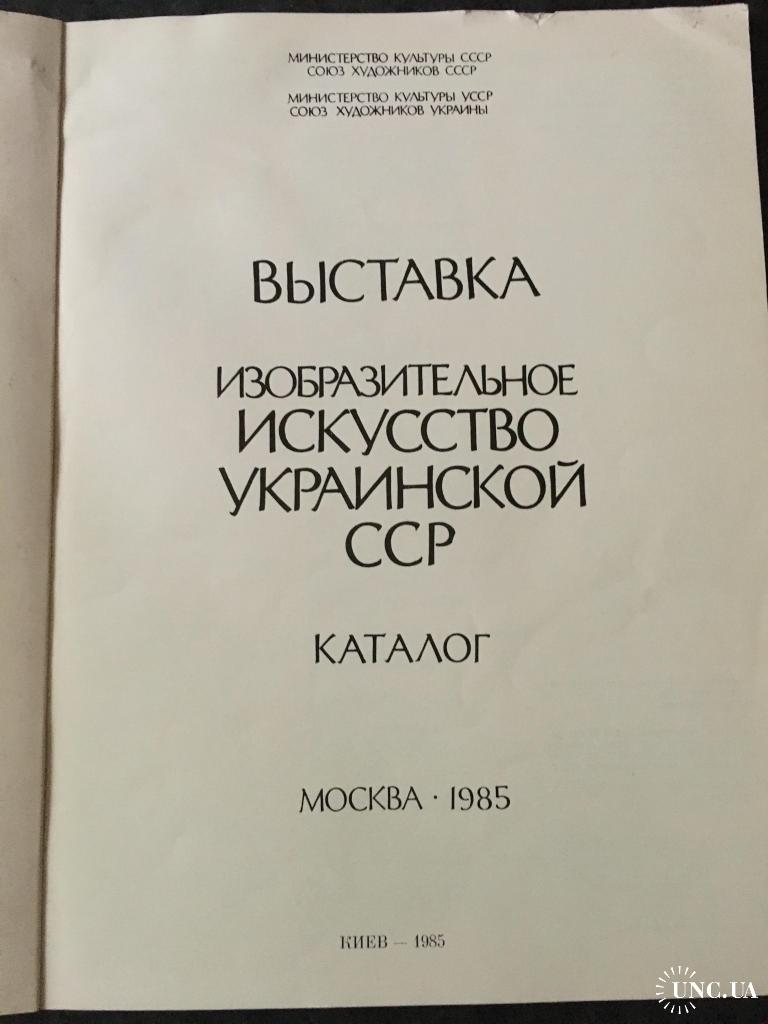 МИНИСТЕРСТВО КУЛЬТУРЫ СССР
СОЮЗ ХУДОЖНИКОВ СССР
МИНИСТЕРСТВО КУЛЬТУРЫ УССР
СОЮЗ ХУДОЖНИКОВ УКРАИНЫ
ВЫСТАВКА
ИЗОБРАЗИТЕЛЬНОЕ
ИСКУССТВО
УКРАИНСКОЙ
ССР
КАТАЛОГ
МОСКВА · 1985
КИЕВ — 1985
UNC.UA